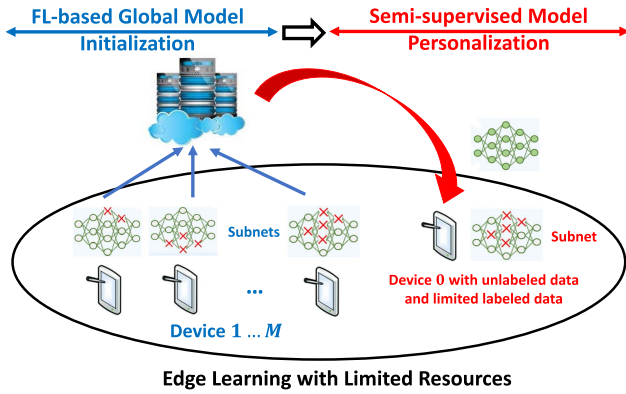 FL-based Global Model
Initialization
Semi-supervised Model
Personalization
Subnets
Subnet
...
Device 0 with unlabeled data
and limited labeled data
Device 1 ... M
Edge Learning with Limited Resources